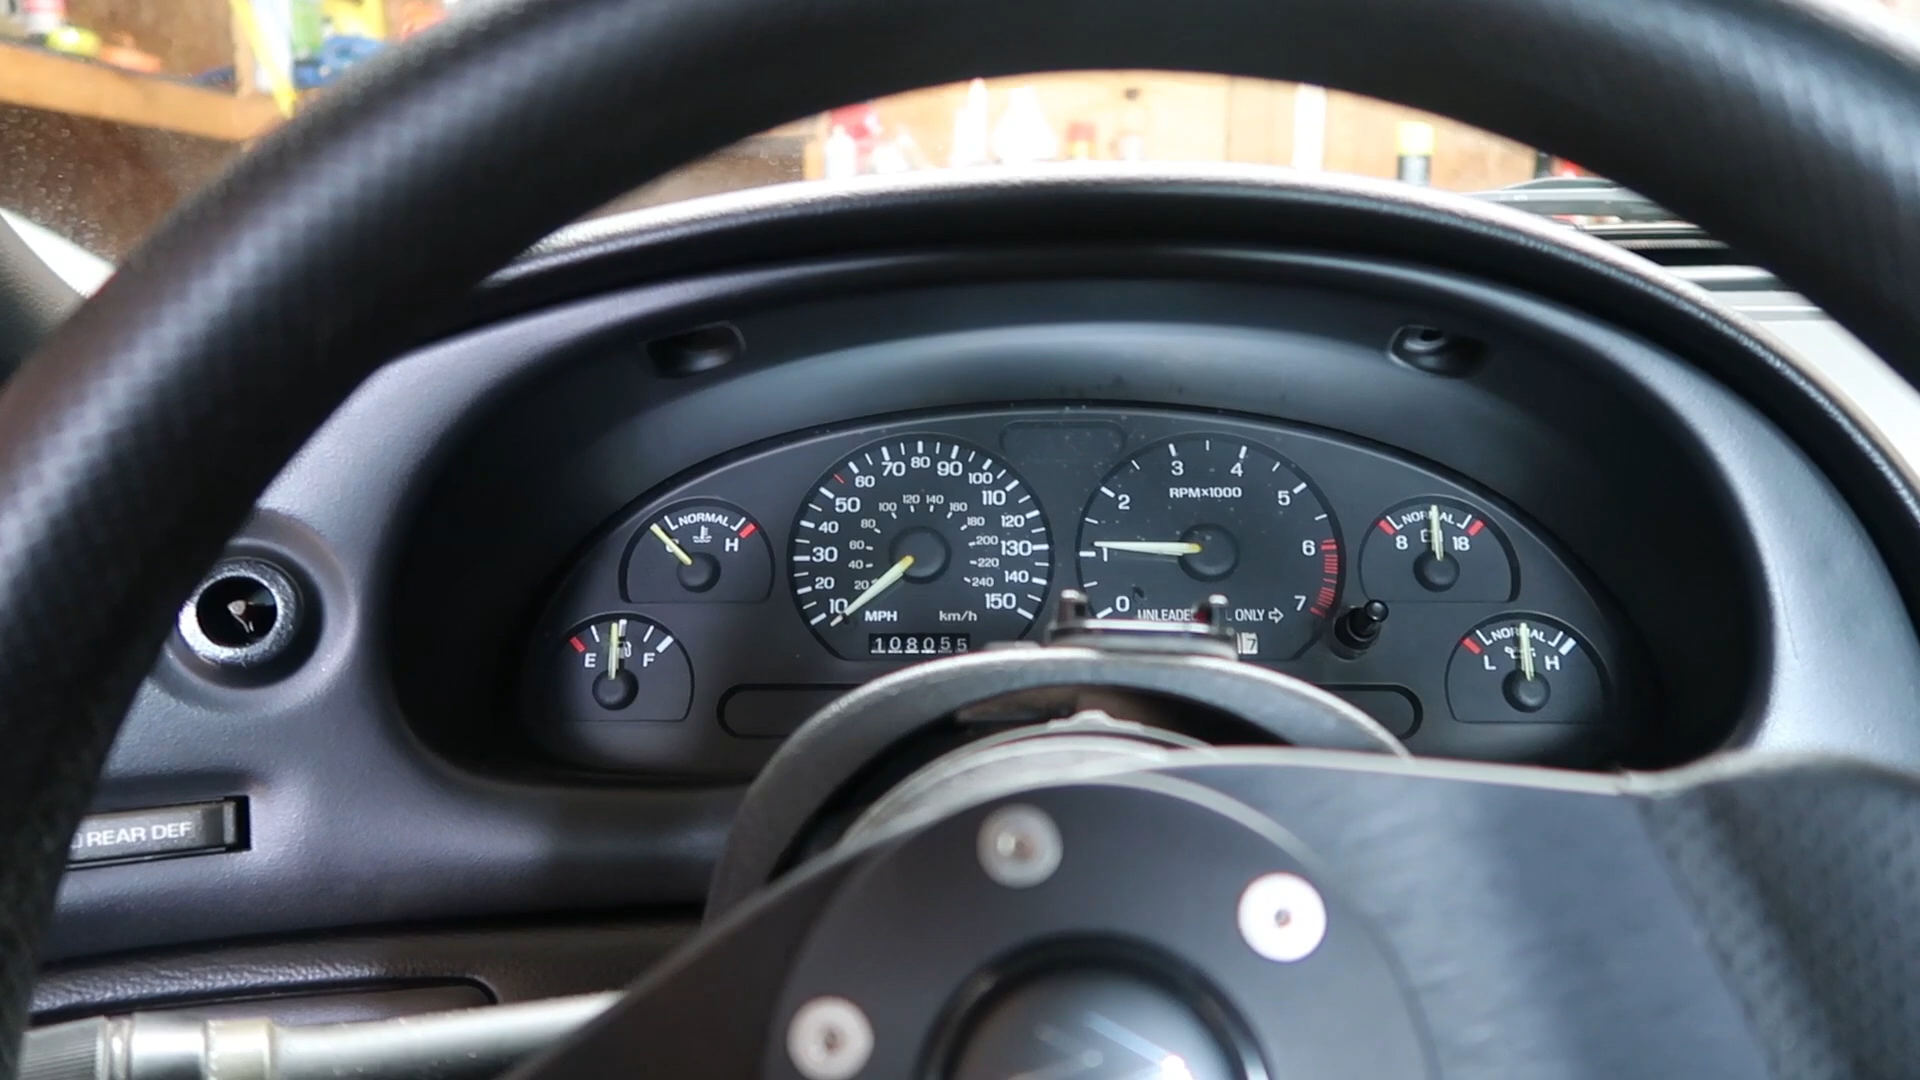 NORMAL
H
E F
10 20 30 40 50 60 70 80 90 100 110 120 130 140 150
20 40 60 80 100 120 140 160 180 200 220 240
MPH km/h
108055
0 1 2 3 4 5 6 7
RPM×1000
UNLEADED ONLY
7
NORMAL
8 18
NORMAL
L H
REAR DEF